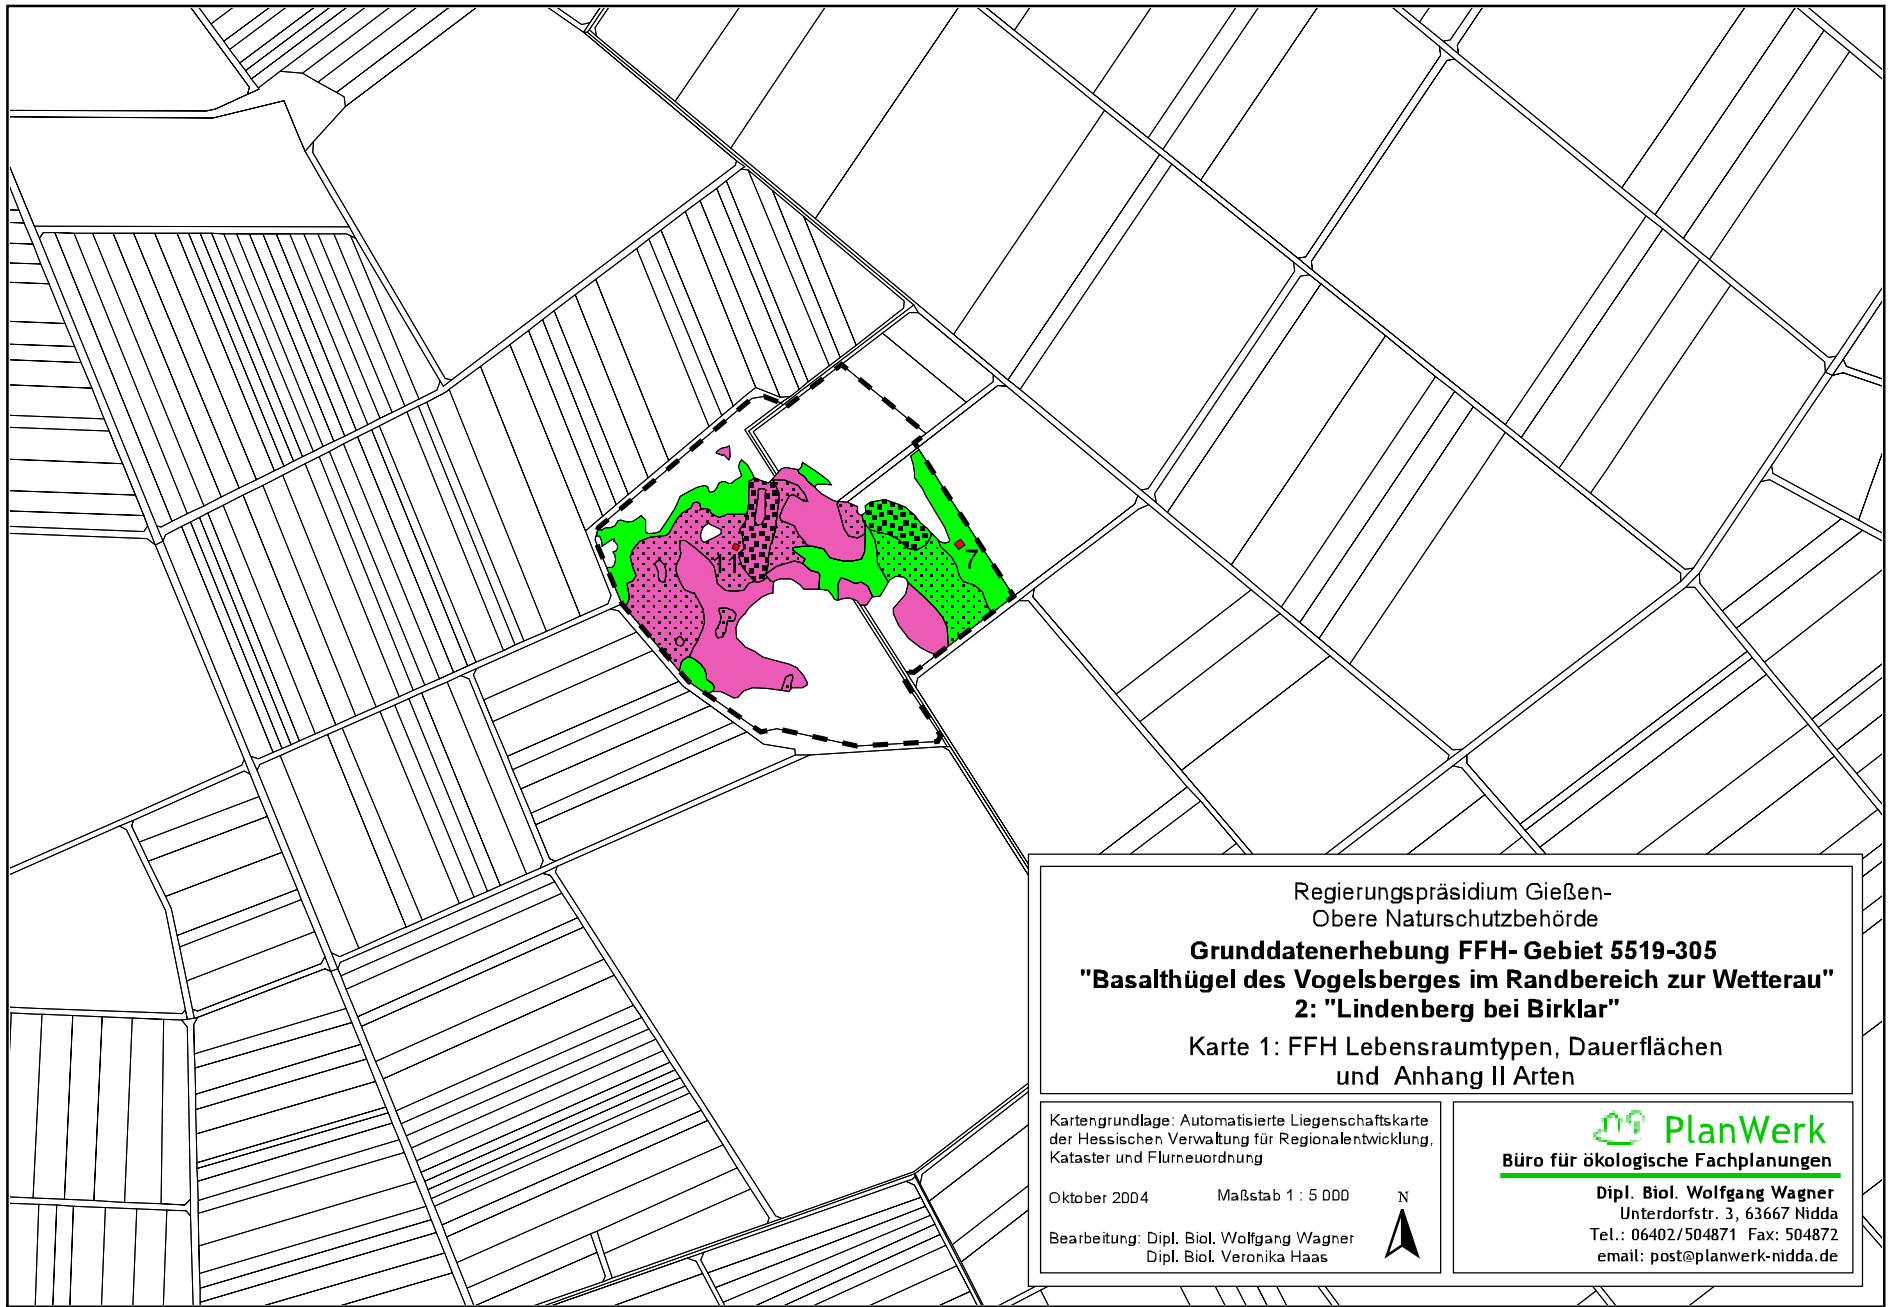 11
7
Regierungspräsidium Gießen-
Obere Naturschutzbehörde
Grunddatenerhebung FFH- Gebiet 5519-305
"Basalthügel des Vogelsberges im Randbereich zur Wetterau"
2: "Lindenberg bei Birklar"
Karte 1: FFH Lebensraumtypen, Dauerflächen
und Anhang II Arten
Kartengrundlage: Automatisierte Liegenschaftskarte
der Hessischen Verwaltung für Regionalentwicklung,
Kataster und Flurneuordnung
Oktober 2004 Maßstab 1 : 5 000
N
Bearbeitung: Dipl. Biol. Wolfgang Wagner
Dipl. Biol. Veronika Haas
PlanWerk
Büro für ökologische Fachplanungen
Dipl. Biol. Wolfgang Wagner
Unterdorfstr. 3, 63667 Nidda
Tel.: 06402/504871 Fax: 504872
email: post@planwerk-nidda.de